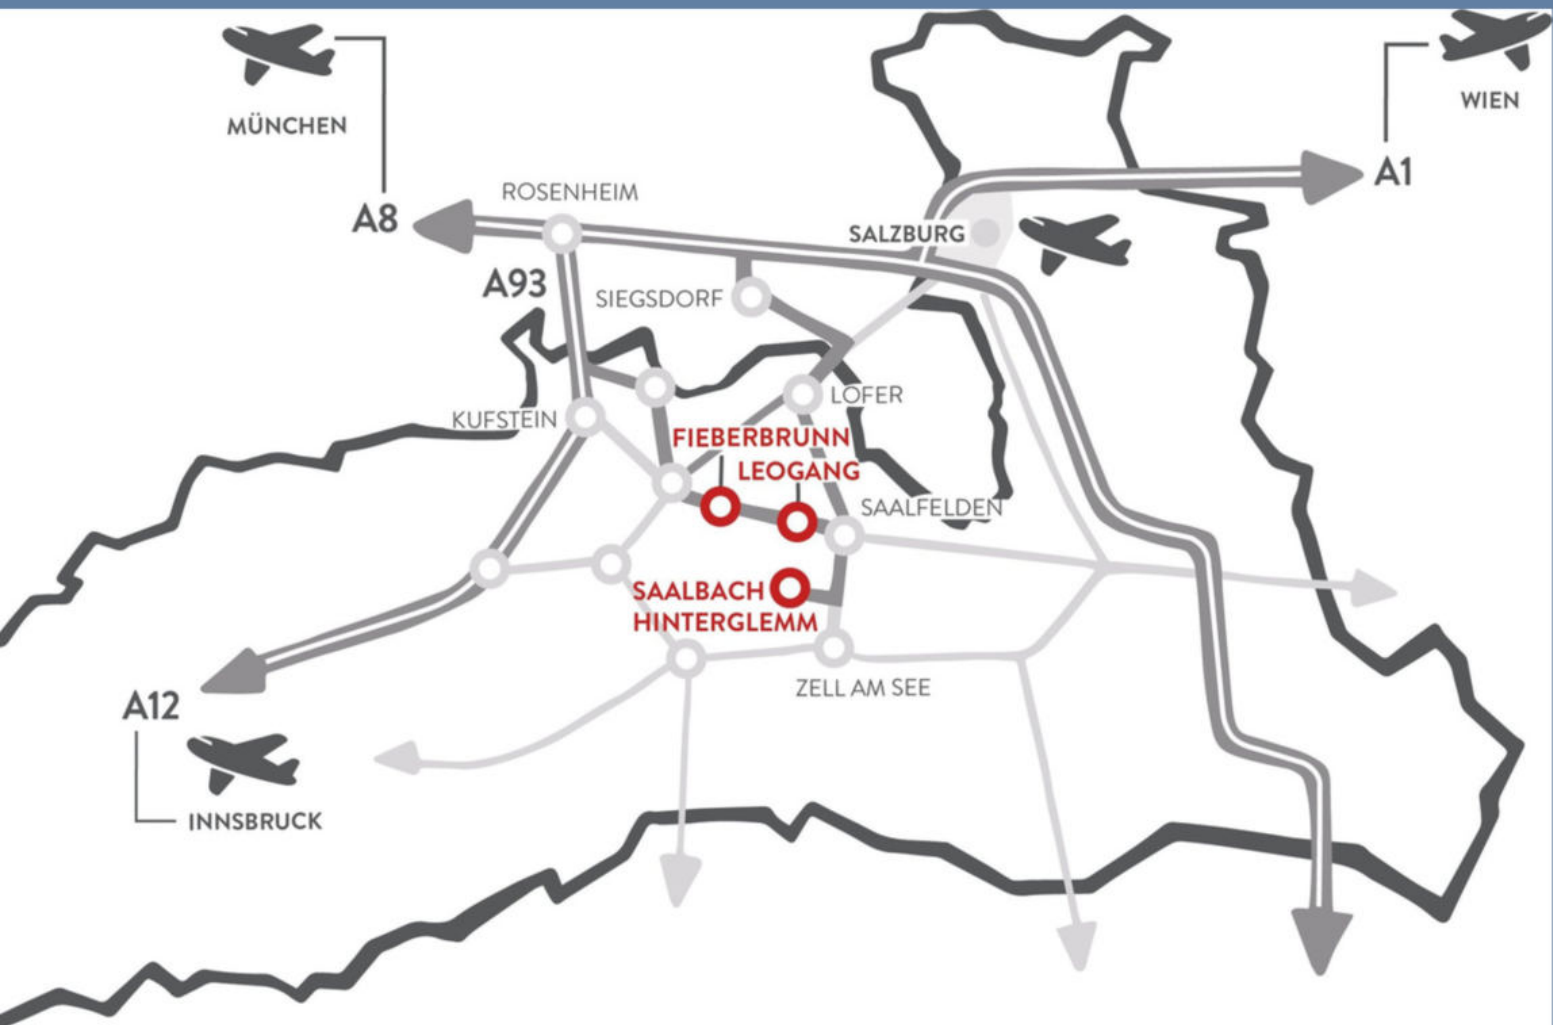 MÜNCHEN
WIEN
A1
ROSENHEIM
A8
SALZBURG
A93
SIEGSDORF
LOFER
KUFSTEIN
FIEBERBRUNN
LEOGANG
SAALFELDEN
SAALBACH
HINTERGLEMM
ZELL AM SEE
A12
INNSBRUCK